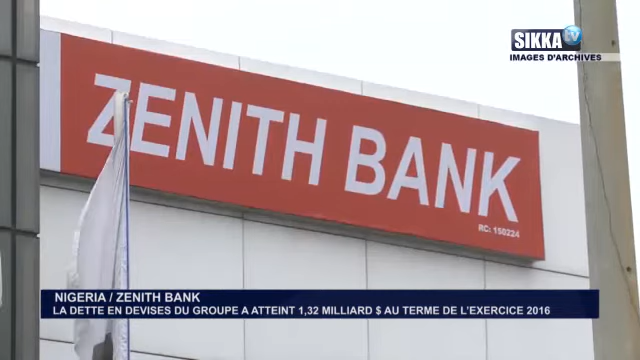 SIKKA tv
IMAGES D'ARCHIVES
ZENITH BANK
RC: 150224
NIGERIA / ZENITH BANK
LA DETTE EN DEVISES DU GROUPE A ATTEINT 1,32 MILLIARD $ AU TERME DE L'EXERCICE 2016